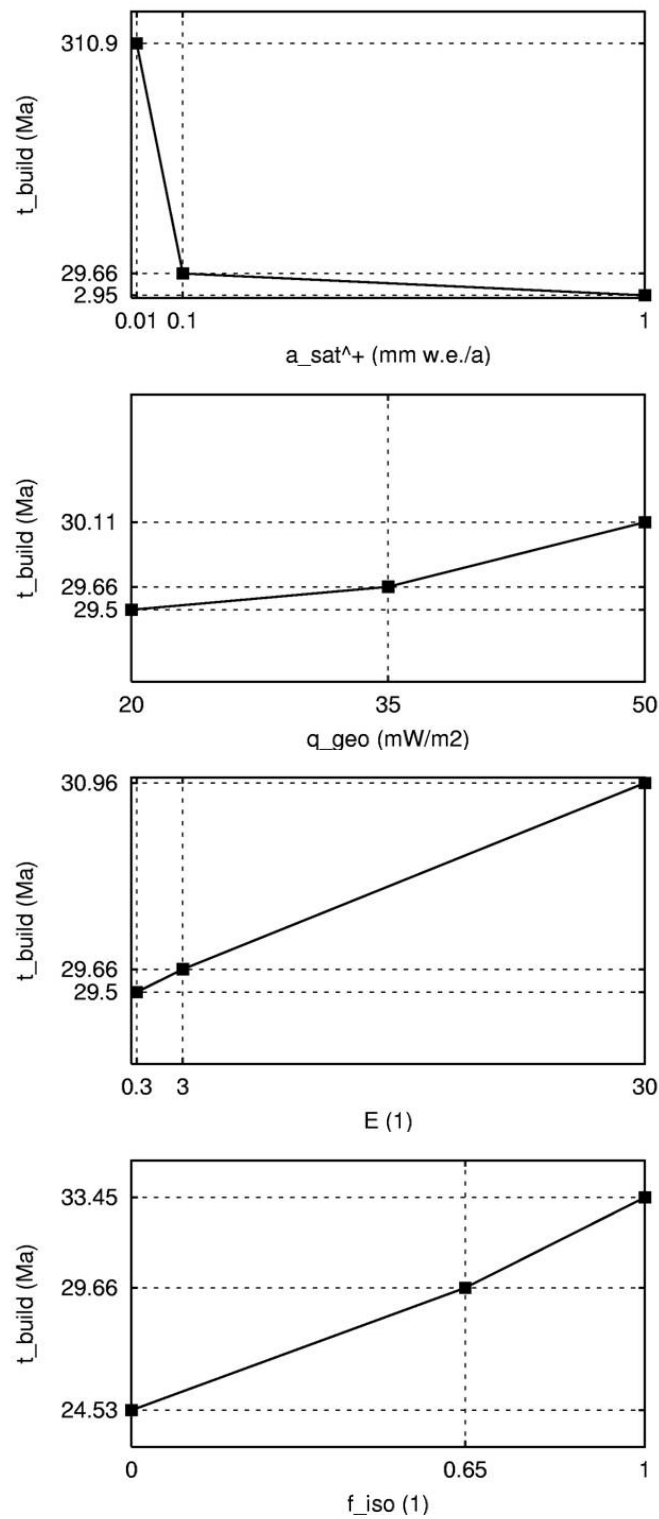 310.9
t_build (Ma)
29.66
2.95
0.01 0.1 1
a_sat^+ (mm w.e./a)
t_build (Ma)
30.11
29.66
29.5
20 35 50
q_geo (mW/m2)
30.96
t_build (Ma)
29.66
29.5
0.3 3 30
E (1)
33.45
t_build (Ma)
29.66
24.53
0 0.65 1
f_iso (1)